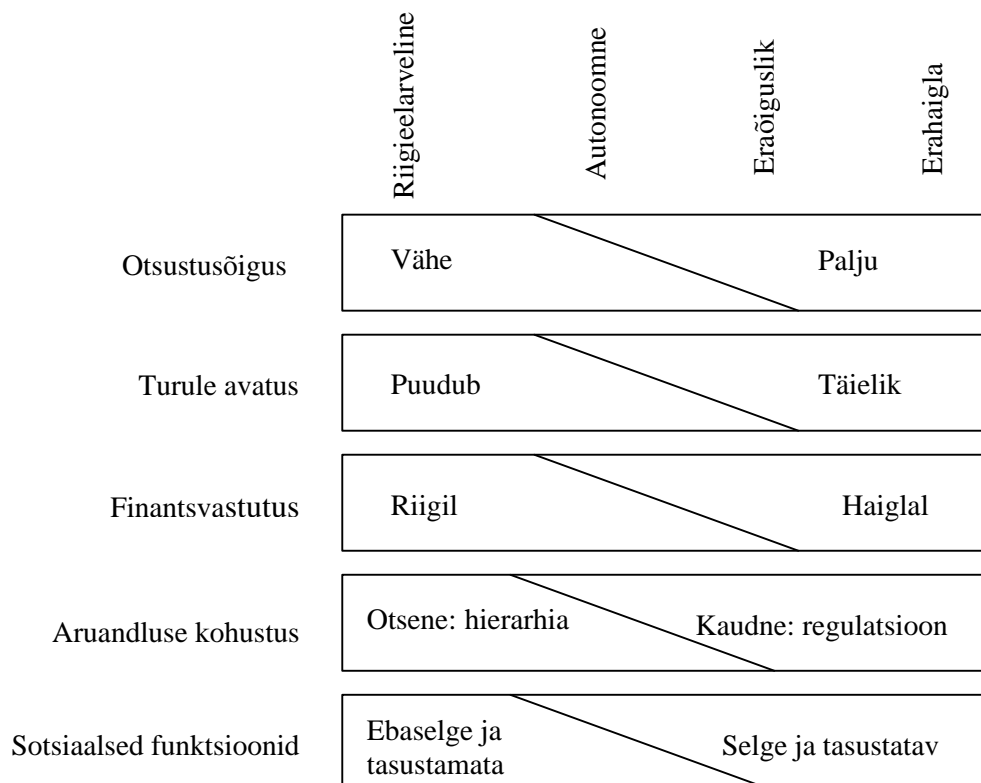 Riigieelarveline
Autonoomne
Eraõiguslik
Erahaigla
Otsustusõigus
Vähe
Palju
Turule avatus
Puudub
Täielik
Finantsvastutus
Riigil
Haiglal
Aruandluse kohustus
Otsene: hierarhia
Kaudne: regulatsioon
Sotsiaalsed funktsioonid
Ebaselge ja
tasustamata
Selge ja tasustatav